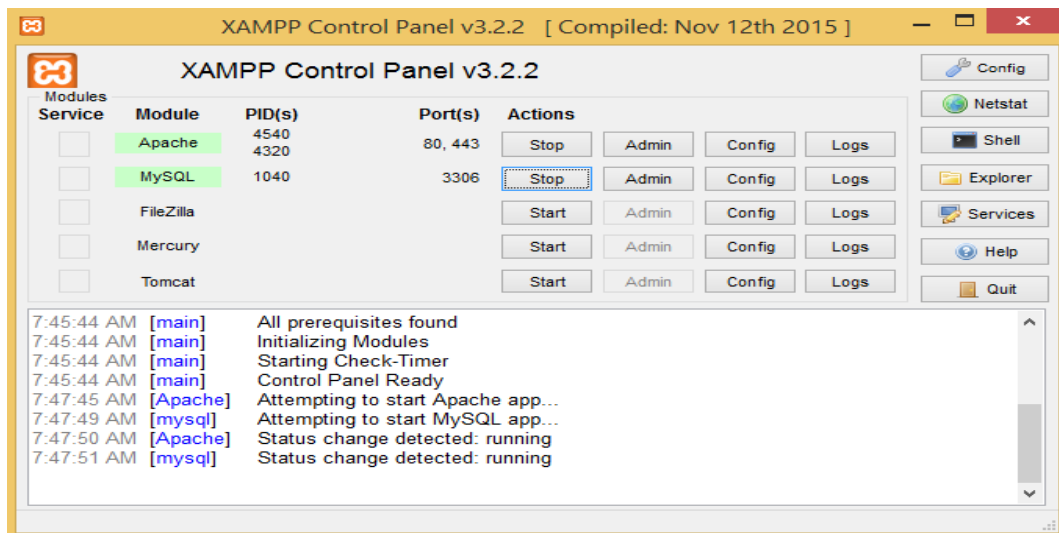 XAMPP Control Panel v3.2.2 [ Compiled: Nov 12th 2015 ]
XAMPP Control Panel v3.2.2
Config
Modules
Service Module PID(s) Port(s) Actions
Netstat
Apache 4540 4320 80, 443 Stop Admin Config Logs
Shell
MySQL 1040 3306 Stop Admin Config Logs
Explorer
FileZilla Start Admin Config Logs
Services
Mercury Start Admin Config Logs
Help
Tomcat Start Admin Config Logs
Quit
7:45:44 AM [main] All prerequisites found
7:45:44 AM [main] Initializing Modules
7:45:44 AM [main] Starting Check-Timer
7:45:44 AM [main] Control Panel Ready
7:47:45 AM [Apache] Attempting to start Apache app...
7:47:49 AM [mysql] Attempting to start MySQL app...
7:47:50 AM [Apache] Status change detected: running
7:47:51 AM [mysql] Status change detected: running